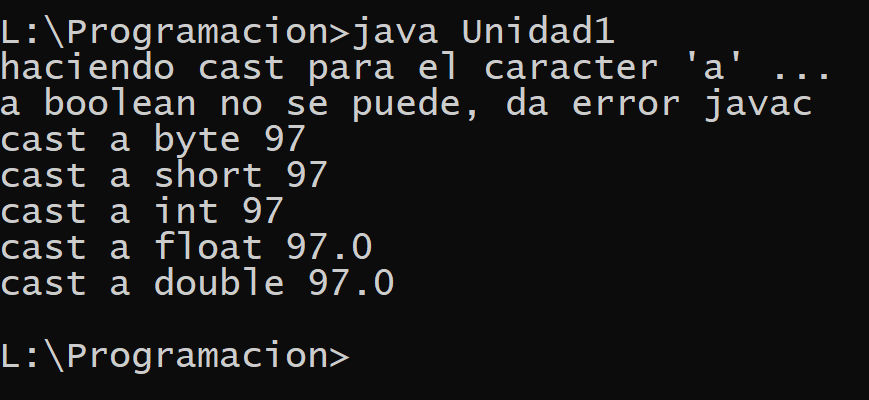 L:\Programacion>java Unidad1
haciendo cast para el caracter 'a' ...
a boolean no se puede, da error javac
cast a byte 97
cast a short 97
cast a int 97
cast a float 97.0
cast a double 97.0
L:\Programacion>